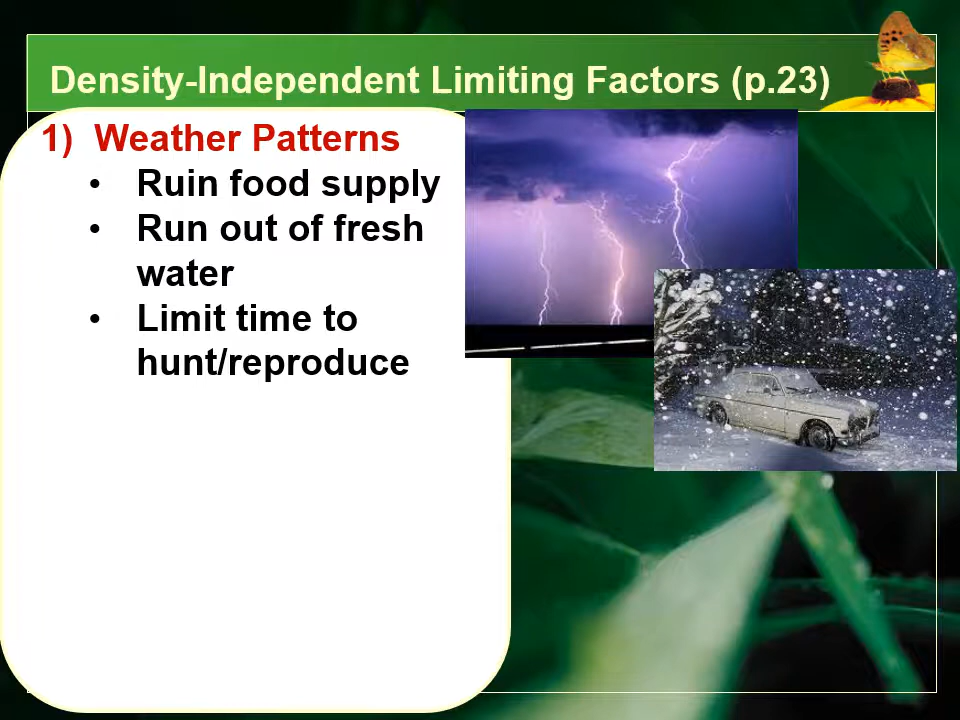 Density-Independent Limiting Factors (p.23)
1) Weather Patterns
• Ruin food supply
• Run out of fresh
water
• Limit time to
hunt/reproduce